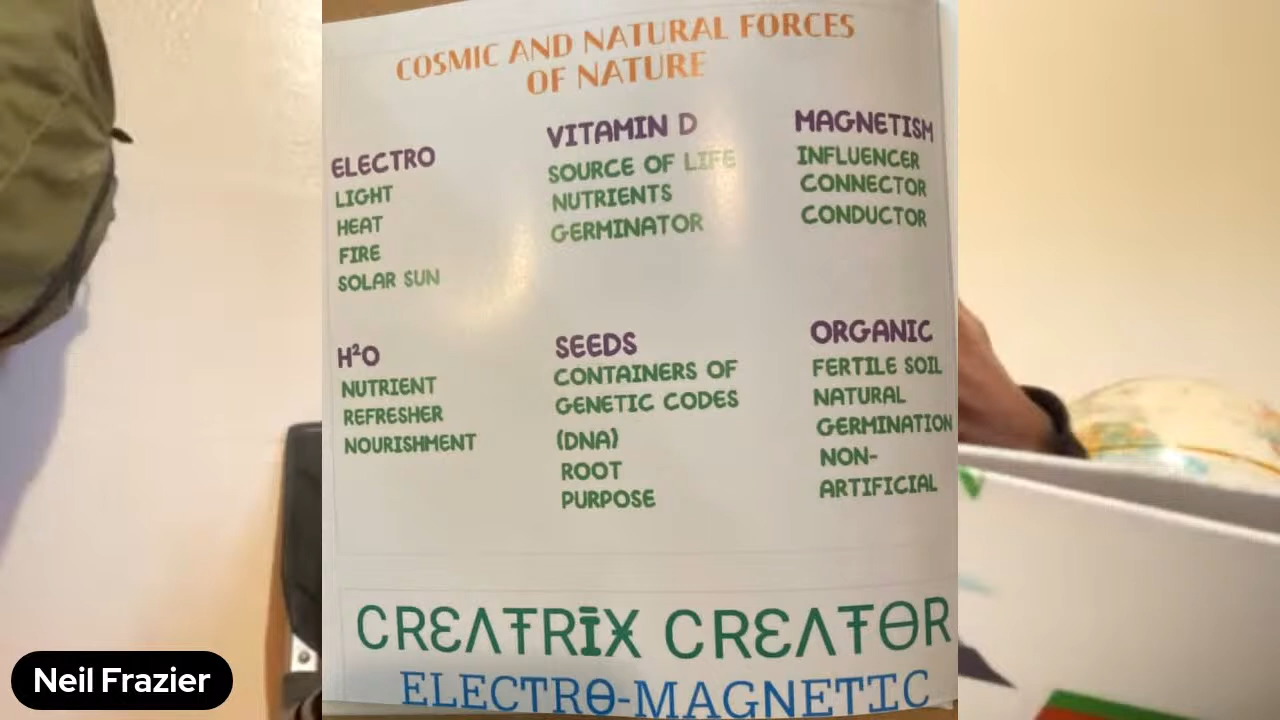 COSMIC AND NATURAL FORCES
OF NATURE
ELECTRO
LIGHT
HEAT
FIRE
SOLAR SUN
VITAMIN D
SOURCE OF LIFE
NUTRIENTS
GERMINATOR
MAGNETISM
INFLUENCER
CONNECTOR
CONDUCTOR
H²O
NUTRIENT
REFRESHER
NOURISHMENT
SEEDS
CONTAINERS OF
GENETIC CODES
(DNA)
ROOT
PURPOSE
ORGANIC
FERTILE SOIL
NATURAL
GERMINATION
NON-
ARTIFICIAL
CREATRIX CREATOR
ELECTRO-MAGNETIC
Neil Frazier